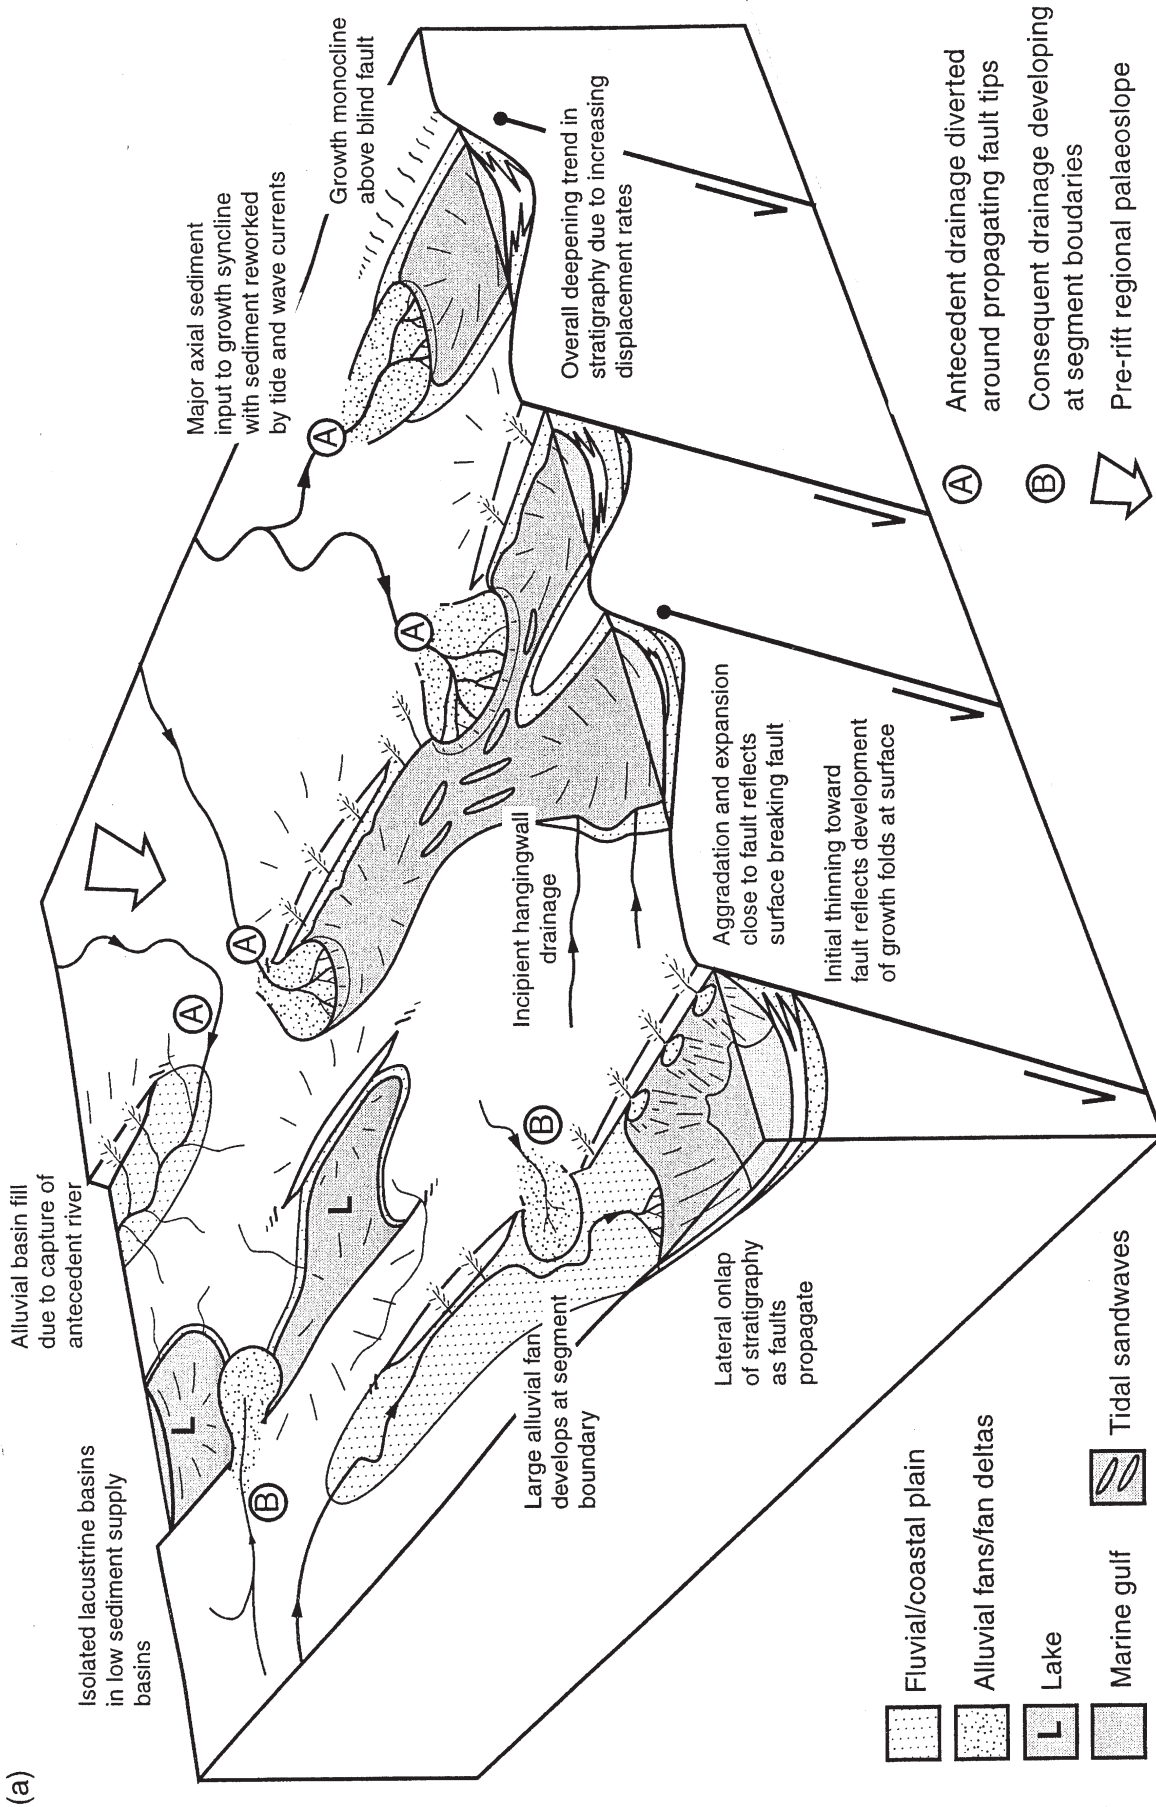 (a)
Isolated lacustrine basins
in low sediment supply
basins
Alluvial basin fill
due to capture of
antecedent river
Major axial sediment
input to growth syncline
with sediment reworked
by tide and wave currents
Growth monocline
above blind fault
A
A
A
A
B
B
L
L
Large alluvial fan
develops at segment
boundary
Incipient hangingwall
drainage
Overall deepening trend in
stratigraphy due to increasing
displacement rates
Lateral onlap
of stratigraphy
as faults
propagate
Aggradation and expansion
close to fault reflects
surface breaking fault
Initial thinning toward
fault reflects development
of growth folds at surface
Fluvial/coastal plain
Alluvial fans/fan deltas
L Lake
Marine gulf
Tidal sandwaves
A Antecedent drainage diverted
around propagating fault tips
B Consequent drainage developing
at segment boudaries
Pre-rift regional palaeoslope